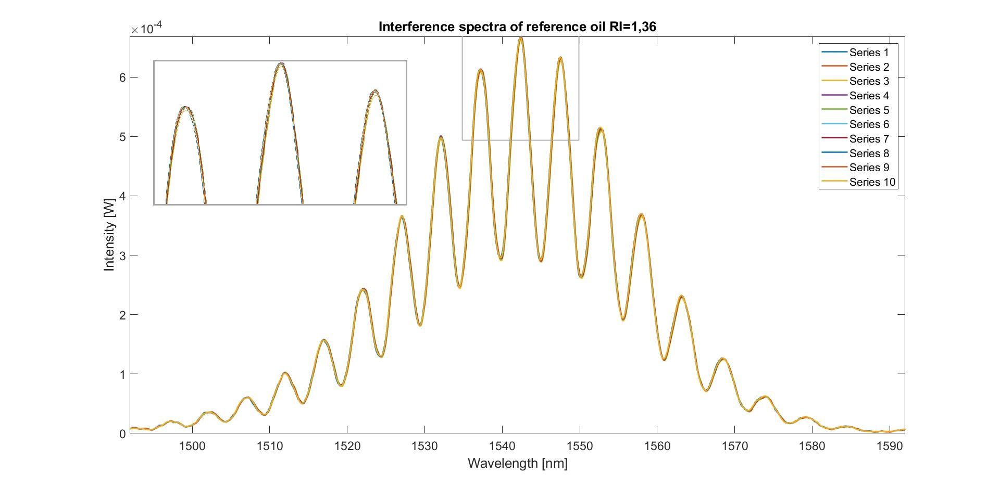 ×10-4
Interference spectra of reference oil RI=1,36
Series 1
Series 2
Series 3
Series 4
Series 5
Series 6
Series 7
Series 8
Series 9
Series 10
6
5
4
3
2
1
0
Intensity [W]
1500 1510 1520 1530 1540 1550 1560 1570 1580 1590
Wavelength [nm]